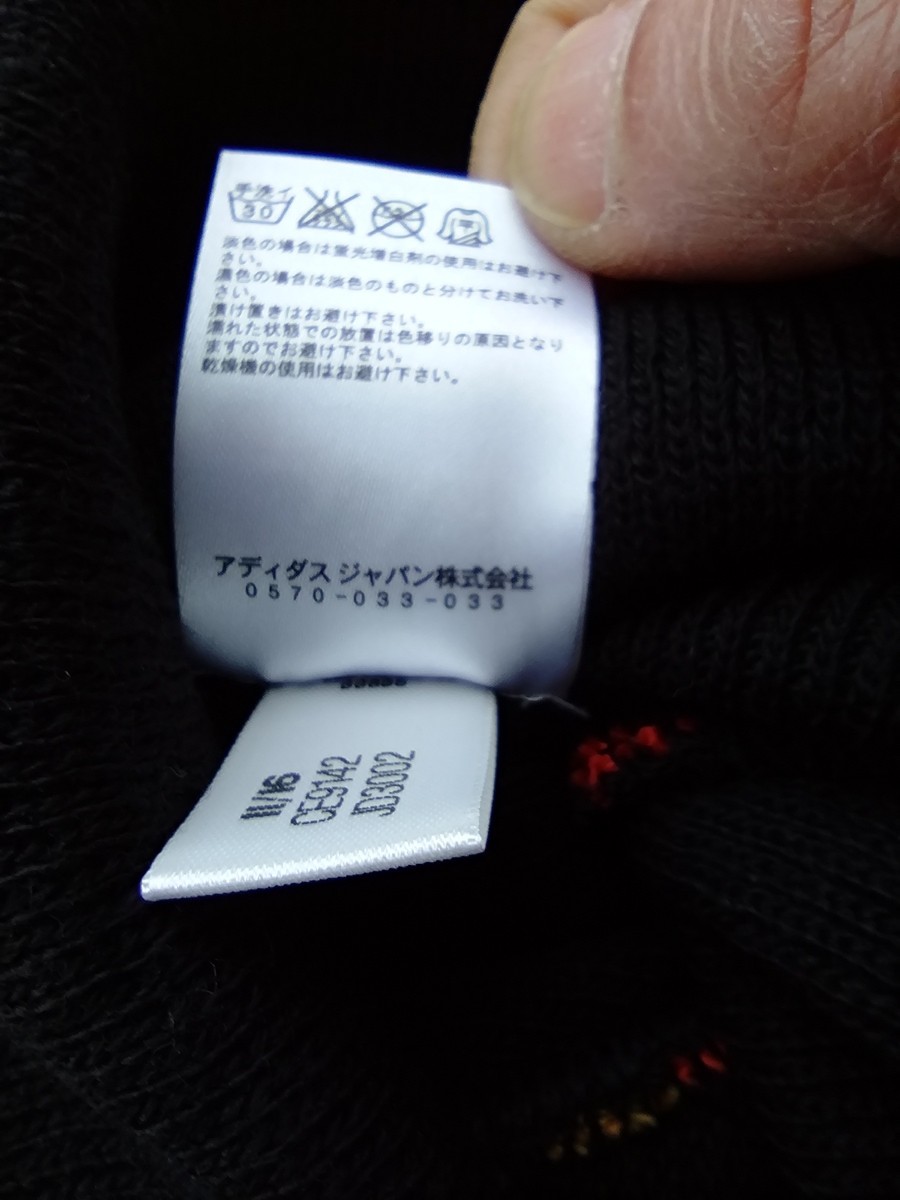 手洗イ
30
淡色の場合は蛍光増白剤の使用はお避け下
さい。
濃色の場合は淡色のものと分けてお洗い下
さい。
漬け置きはお避け下さい。
濡れた状態での放置は色移りの原因となり
ますのでお避け下さい。
乾燥機の使用はお避け下さい。
アディダス ジャパン株式会社
0570-033-033
11/16
CE9142
JD3002